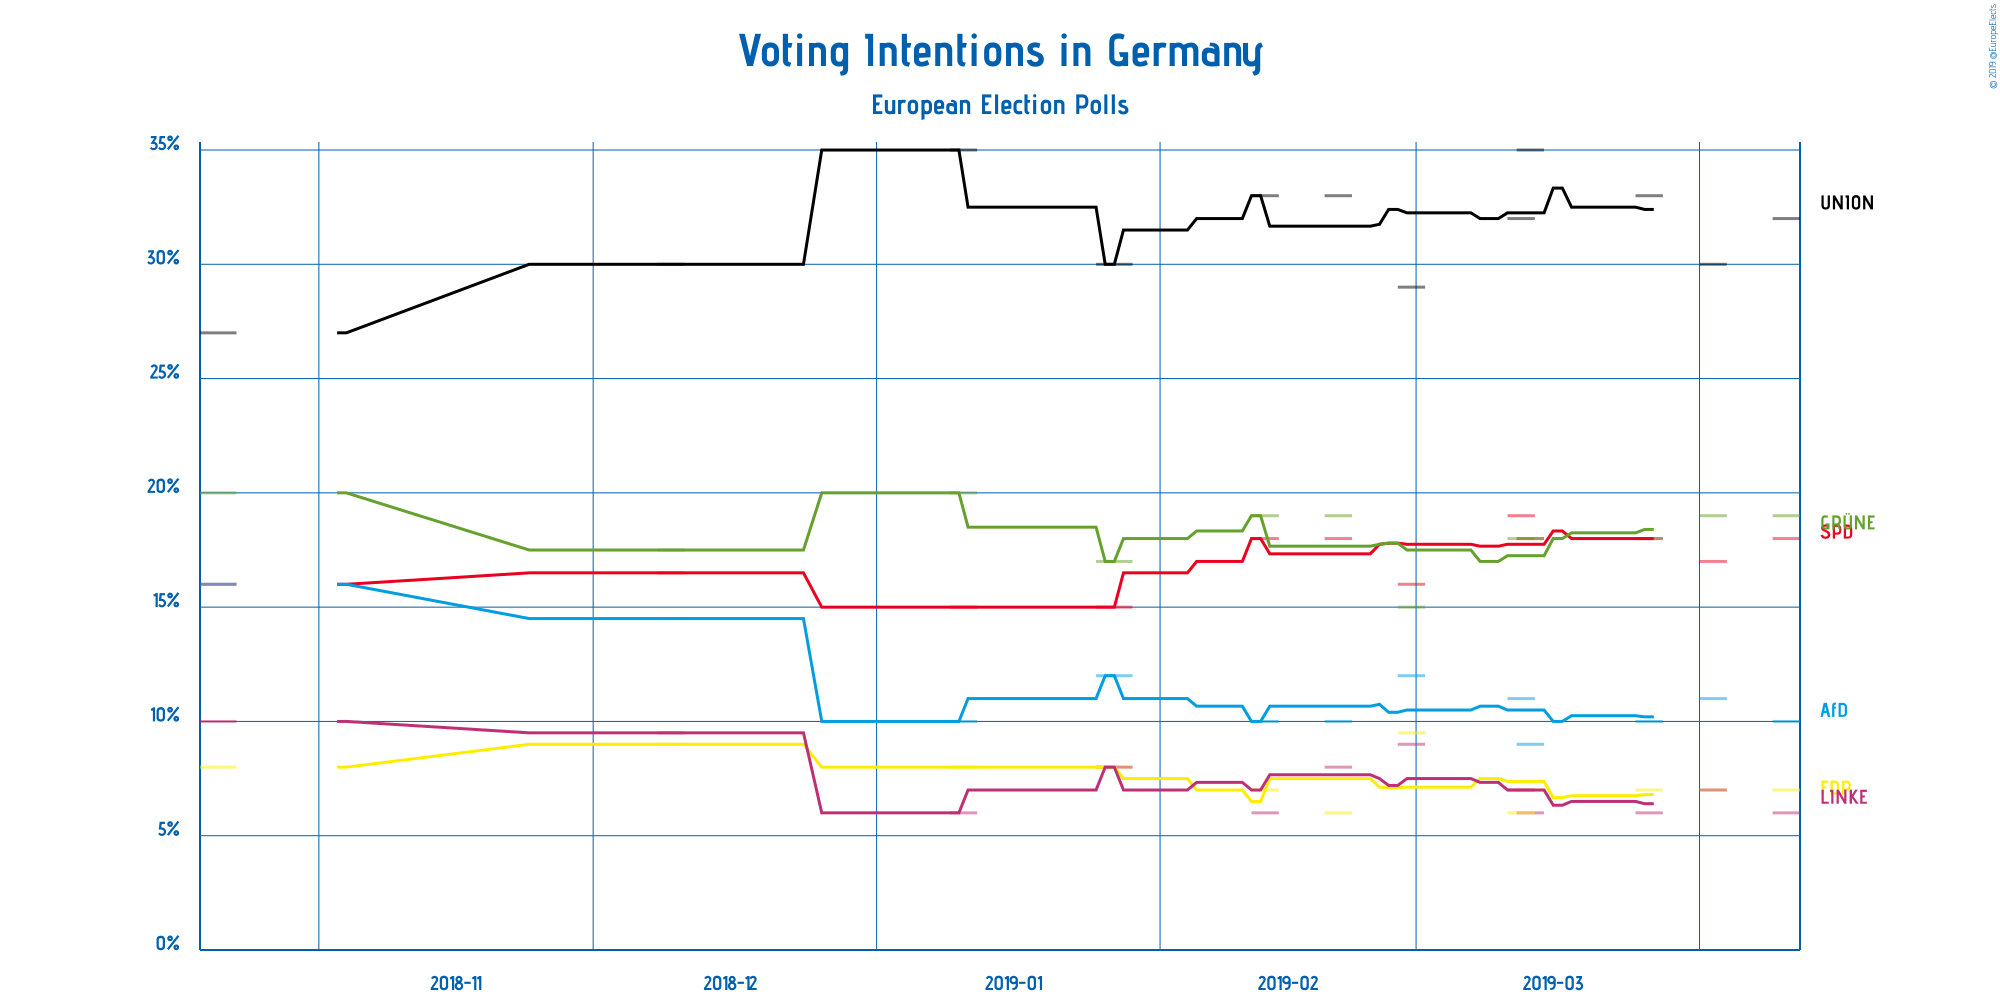 Voting Intentions in Germany
European Election Polls
© 2019 @EuropeElects
35%
30%
25%
20%
15%
10%
5%
0%
UNION
GRÜNE
SPD
AfD
FDP
LINKE
2018-11
2018-12
2019-01
2019-02
2019-03